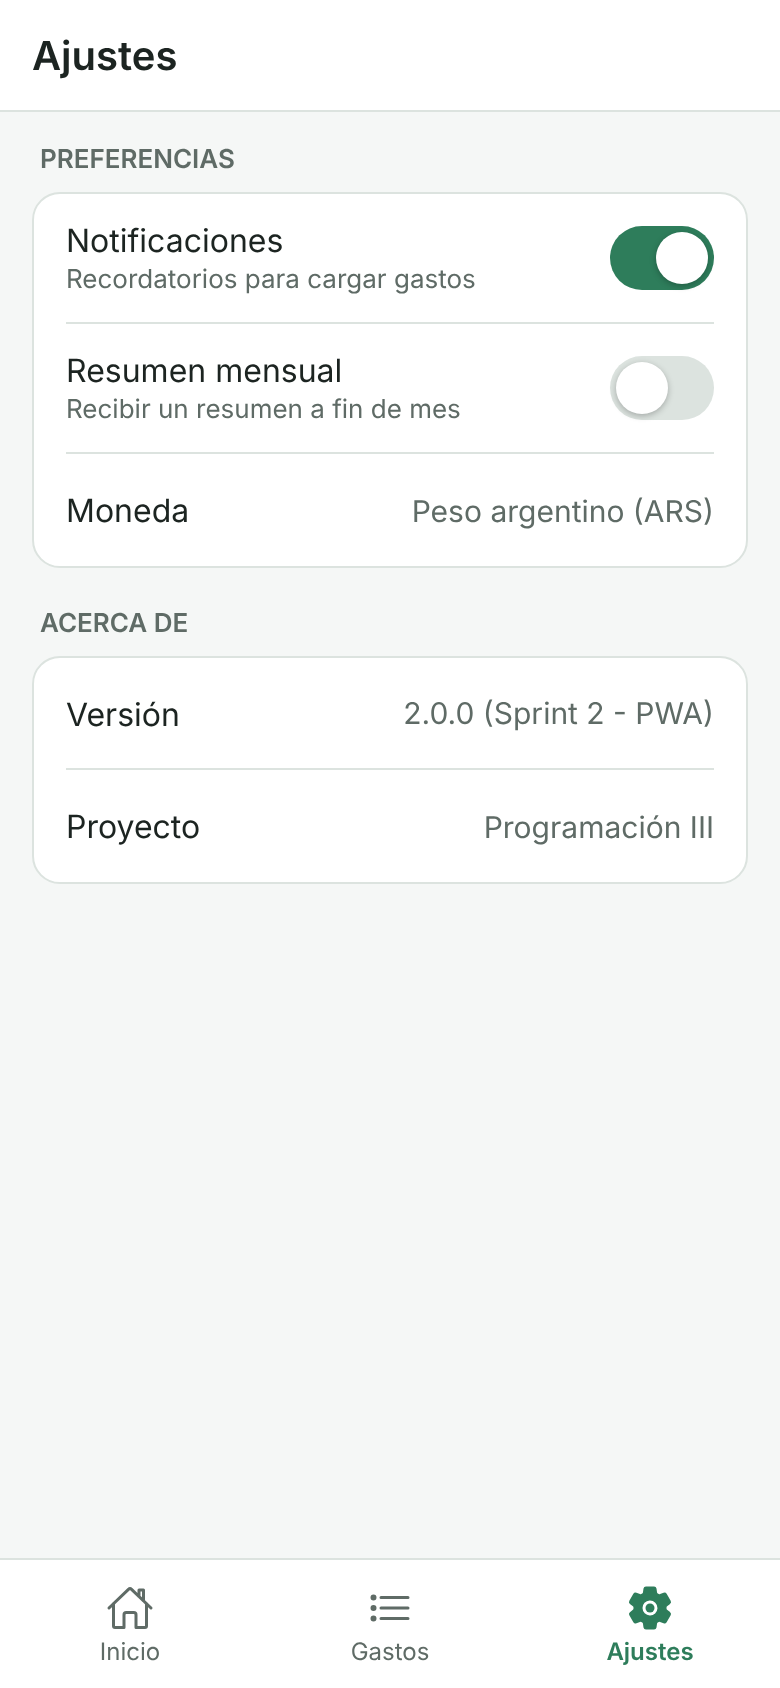 Ajustes
PREFERENCIAS
Notificaciones
Recordatorios para cargar gastos
Resumen mensual
Recibir un resumen a fin de mes
Moneda Peso argentino (ARS)
ACERCA DE
Versión 2.0.0 (Sprint 2 - PWA)
Proyecto Programación III
Inicio Gastos Ajustes